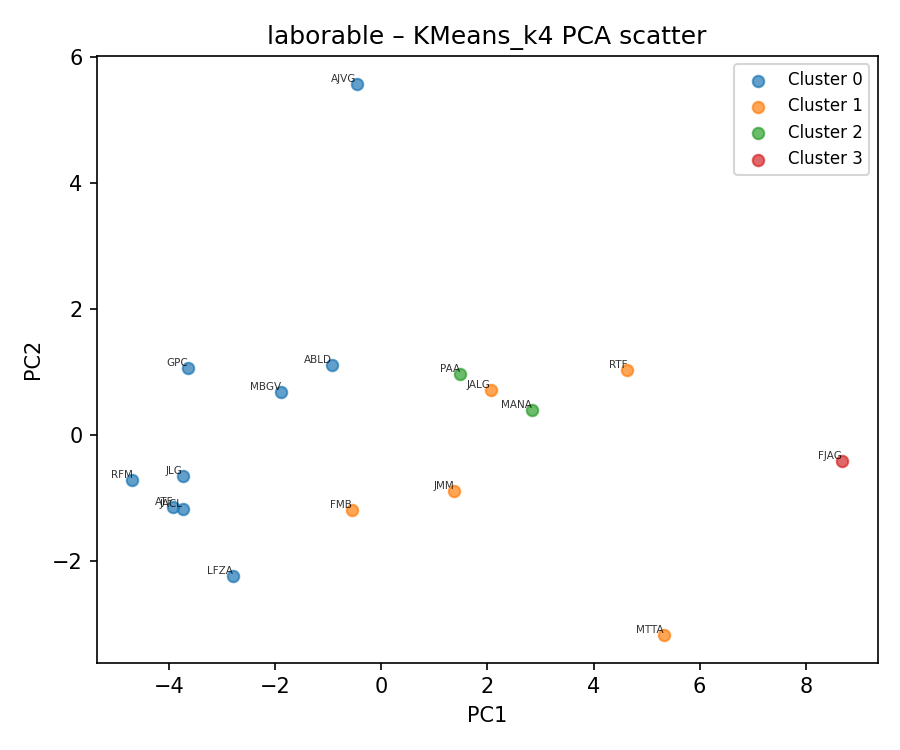 laborable – KMeans_k4 PCA scatter
Cluster 0
Cluster 1
Cluster 2
Cluster 3
PC2
6
4
2
0
−2
AJVG
GPC
ABLD
MBGV
PAA
JALG
MANA
RTF
FJAG
RFM
JLG
JACL
FMB
JMM
LFZA
MTTA
−4
−2
0
2
4
6
8
PC1